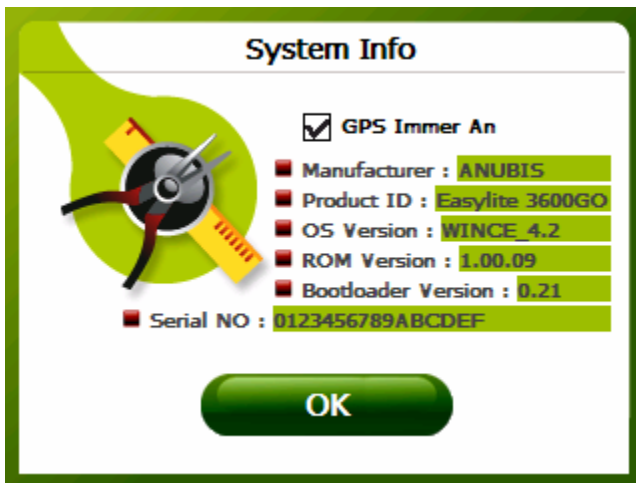 System Info
GPS Immer An
Manufacturer : ANUBIS
Product ID : Easylite 3600GO
OS Version : WINCE_4.2
ROM Version : 1.00.09
Bootloader Version : 0.21
Serial NO : 0123456789ABCDEF
OK